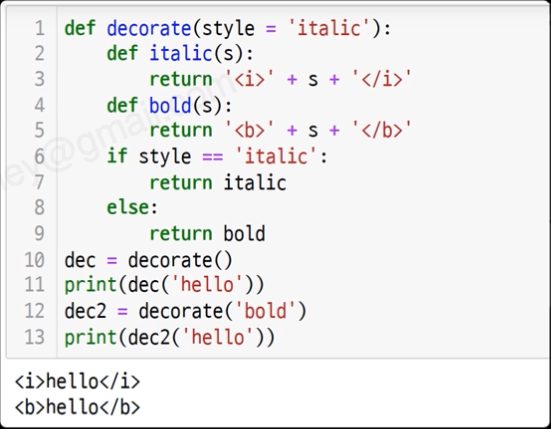 1 def decorate(style = 'italic'):
2     def italic(s):
3         return '<i>' + s + '</i>'
4     def bold(s):
5         return '<b>' + s + '</b>'
6     if style == 'italic':
7         return italic
8     else:
9         return bold
10 dec = decorate()
11 print(dec('hello'))
12 dec2 = decorate('bold')
13 print(dec2('hello'))
<i>hello</i>
<b>hello</b>